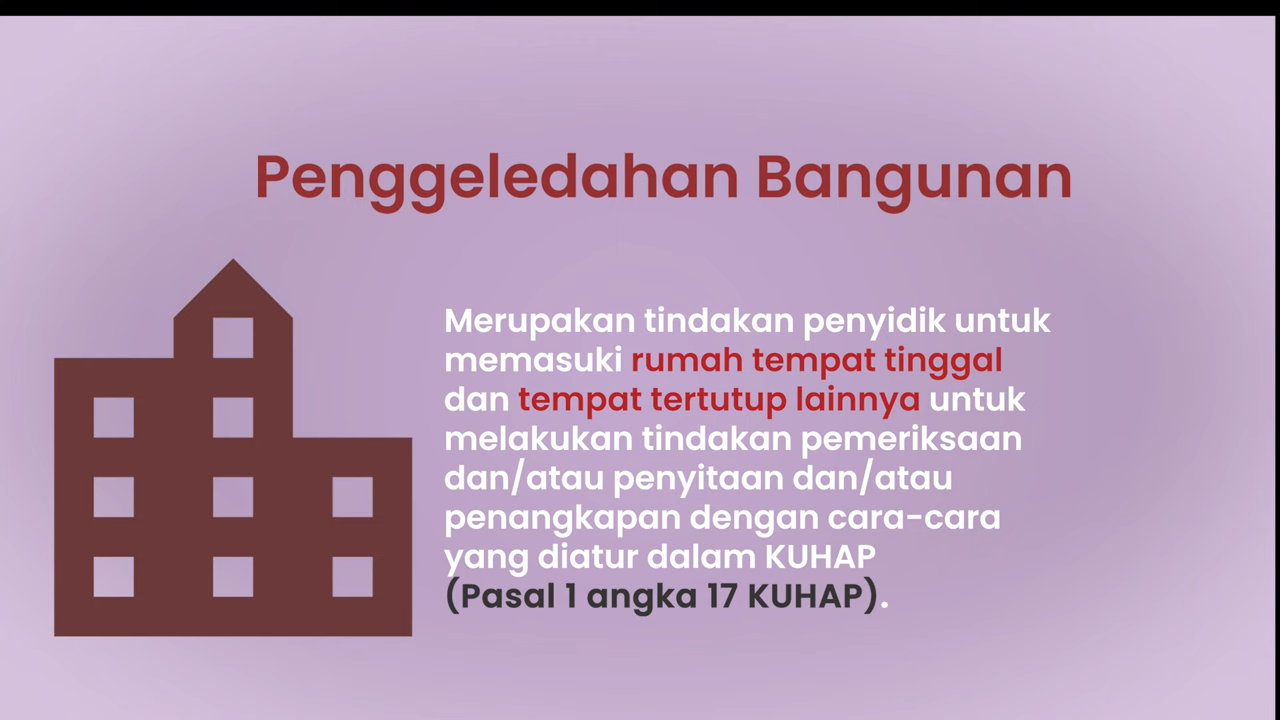 Penggeledahan Bangunan
Merupakan tindakan penyidik untuk
memasuki rumah tempat tinggal
dan tempat tertutup lainnya untuk
melakukan tindakan pemeriksaan
dan/atau penyitaan dan/atau
penangkapan dengan cara-cara
yang diatur dalam KUHAP
(Pasal 1 angka 17 KUHAP).